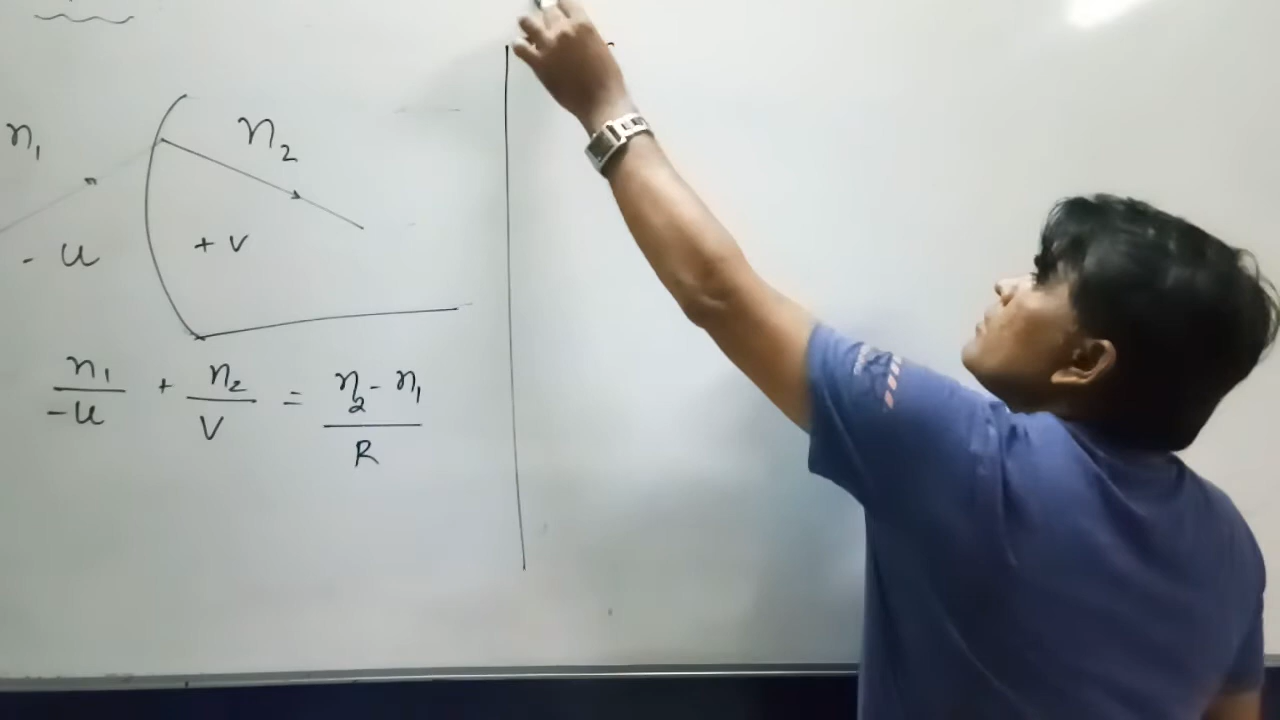 n₁ n₂
- u + v
n₁/-u + n₂/v = n₂ - n₁/R